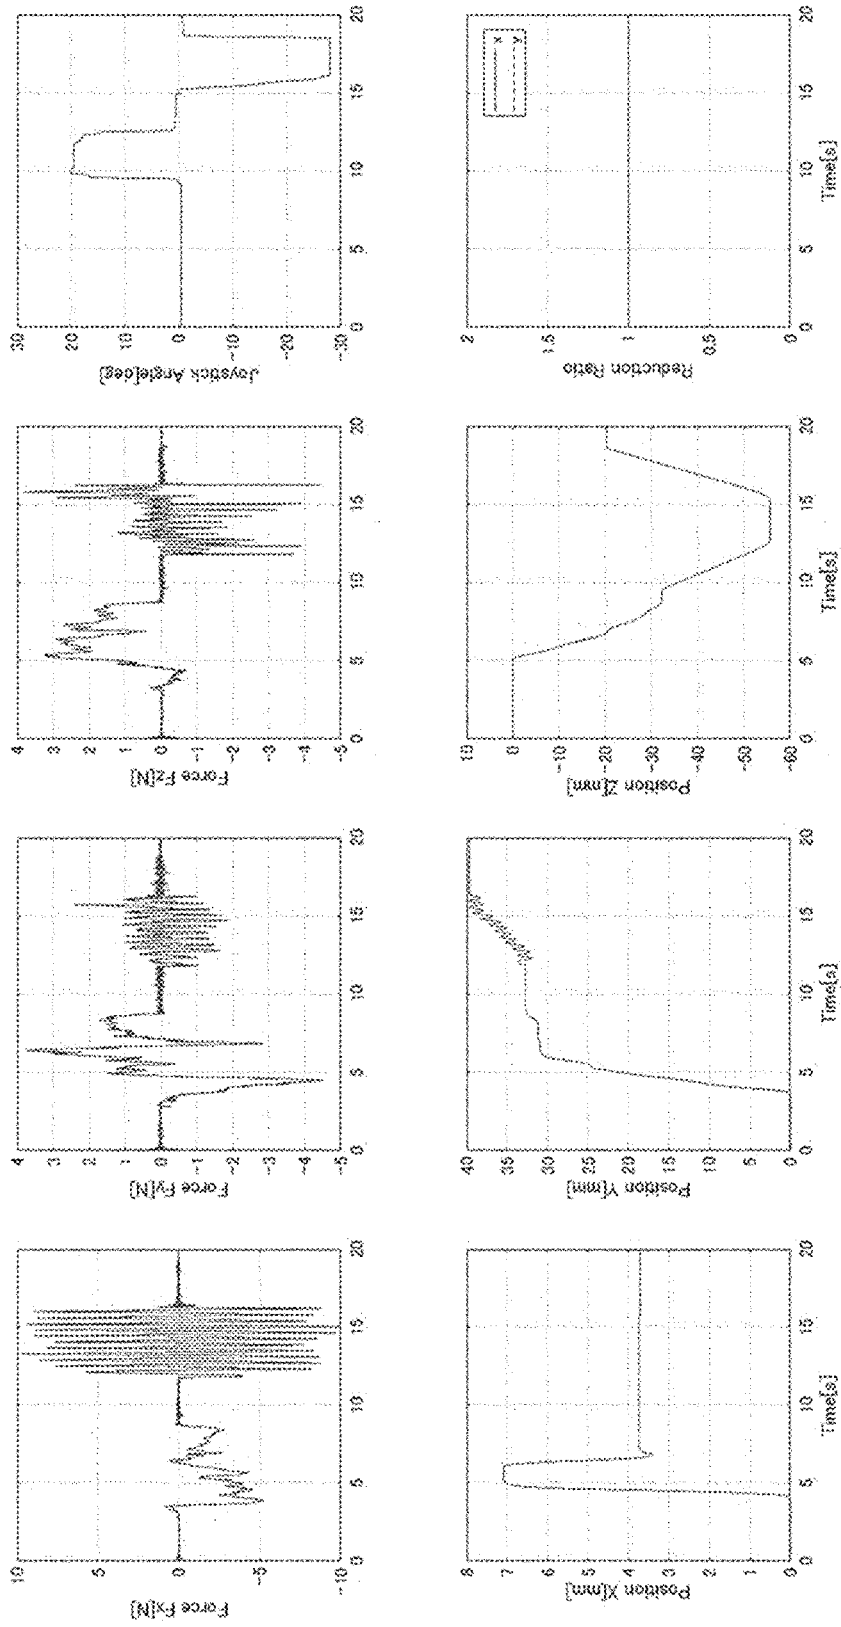 Force Fx[N]
10
5
0
-5
-10
0 5 10 15 20
Force Fy[N]
4
3
2
1
0
-1
-2
-3
-4
-5
0 5 10 15 20
Force Fz[N]
4
3
2
1
0
-1
-2
-3
-4
-5
0 5 10 15 20
Joystick Angle[deg]
30
20
10
0
-10
-20
-30
0 5 10 15 20
Position X[mm]
8
7
6
5
4
3
2
1
0
0 5 10 15 20
Time[s]
Position Y[mm]
40
35
30
25
20
15
10
5
0
0 5 10 15 20
Time[s]
Position Z[mm]
10
0
-10
-20
-30
-40
-50
-60
0 5 10 15 20
Time[s]
Reduction Ratio
2
1.5
1
0.5
0
0 5 10 15 20
Time[s]
x
y